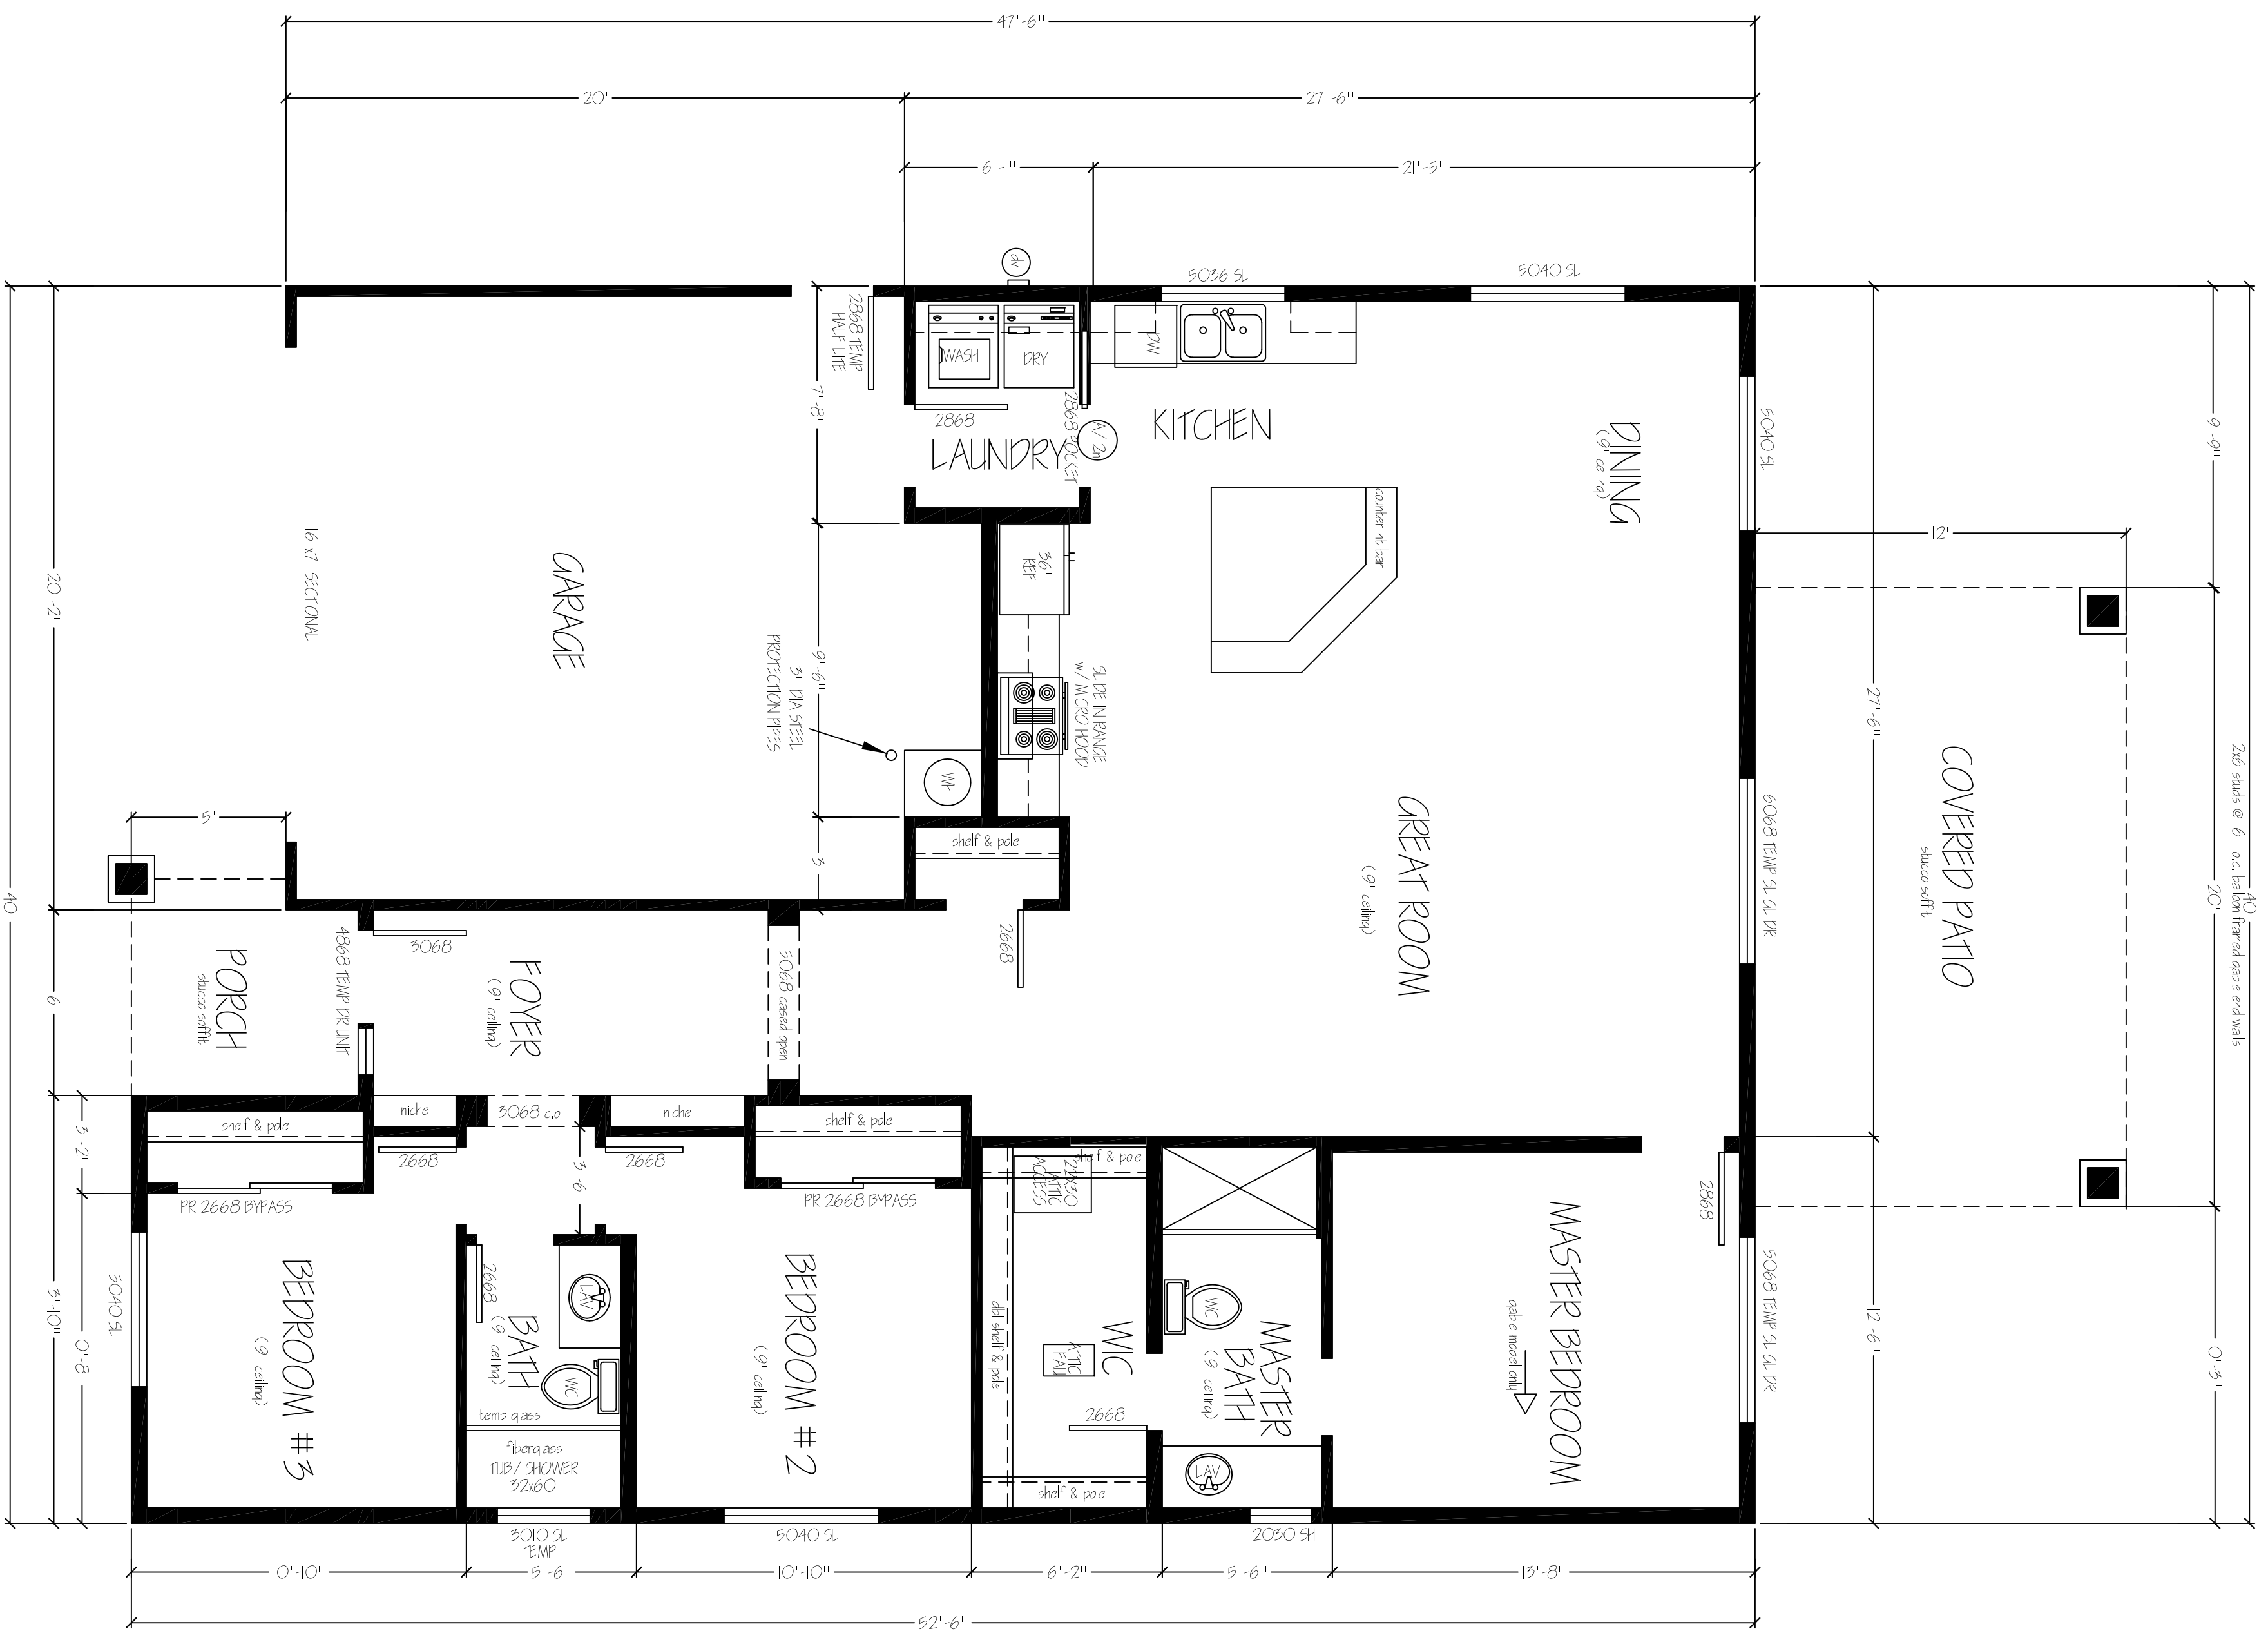 47'-6"
20'
27'-6"
6'-1"
21'-5"
dv
5036 SL
5040 SL
2868 TEMP
HALF LITE
WASH
DRY
DW
2868
2868 POCKET
LAUNDRY
A/ 2n
KITCHEN
DINING
(9' ceiling)
5040 SL
7'-8"
9'-9"
12'
counter ht bar
36"
REF
16'x7' SECTIONAL
GARAGE
20'-2"
3" DIA STEEL
PROTECTION PIPES
9'-6"
SLIDE IN RANGE
w/ MICRO HOOD
WH
27'-6"
COVERED PATIO
stucco soffit
2x6 studs @ 16" o.c. balloon framed gable end walls
6068 TEMP SL GL DR
GREAT ROOM
(9' ceiling)
5'
shelf & pole
3'
40'
20'
40'
2668
3068
4868 TEMP DR UNIT
PORCH
stucco soffit
FOYER
(9' ceiling)
5068 cased open
6'
niche
3068 c.o.
niche
shelf & pole
shelf & pole
3'-2"
2668
2668
3'-6"
PR 2668 BYPASS
PR 2668 BYPASS
shelf & pole
22X30
ATTIC
ACCESS
2868
5040 SL
13'-10"
10'-8"
BEDROOM #3
(9' ceiling)
2668
LAV
BATH
(9' ceiling)
WC
temp glass
fiberglass
TUB/ SHOWER
32x60
BEDROOM #2
(9' ceiling)
dbl shelf & pole
ATTIC
FAU
WIC
2668
shelf & pole
WC
MASTER
BATH
(9' ceiling)
LAV
gable model only
MASTER BEDROOM
5068 TEMP SL GL DR
12'-6"
10'-3"
3010 SL
TEMP
5040 SL
2030 SH
10'-10"
5'-6"
10'-10"
6'-2"
5'-6"
13'-8"
52'-6"